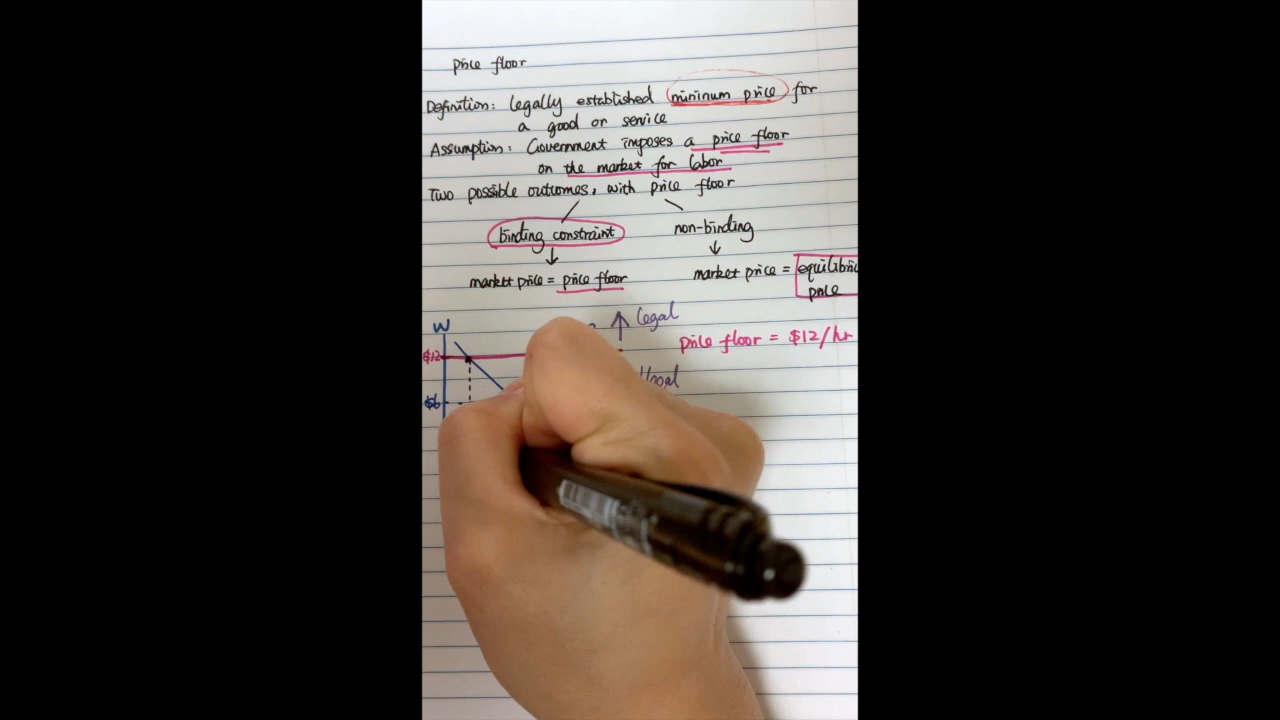 price floor
Definition: legally established minimum price for
a good or service
Assumption: Government imposes a price floor
on the market for labor
Two possible outcomes, with price floor
binding constraint non-binding
market price = price floor market price = equilibriu
price
W legal
$12 price floor = $12/hr
$6